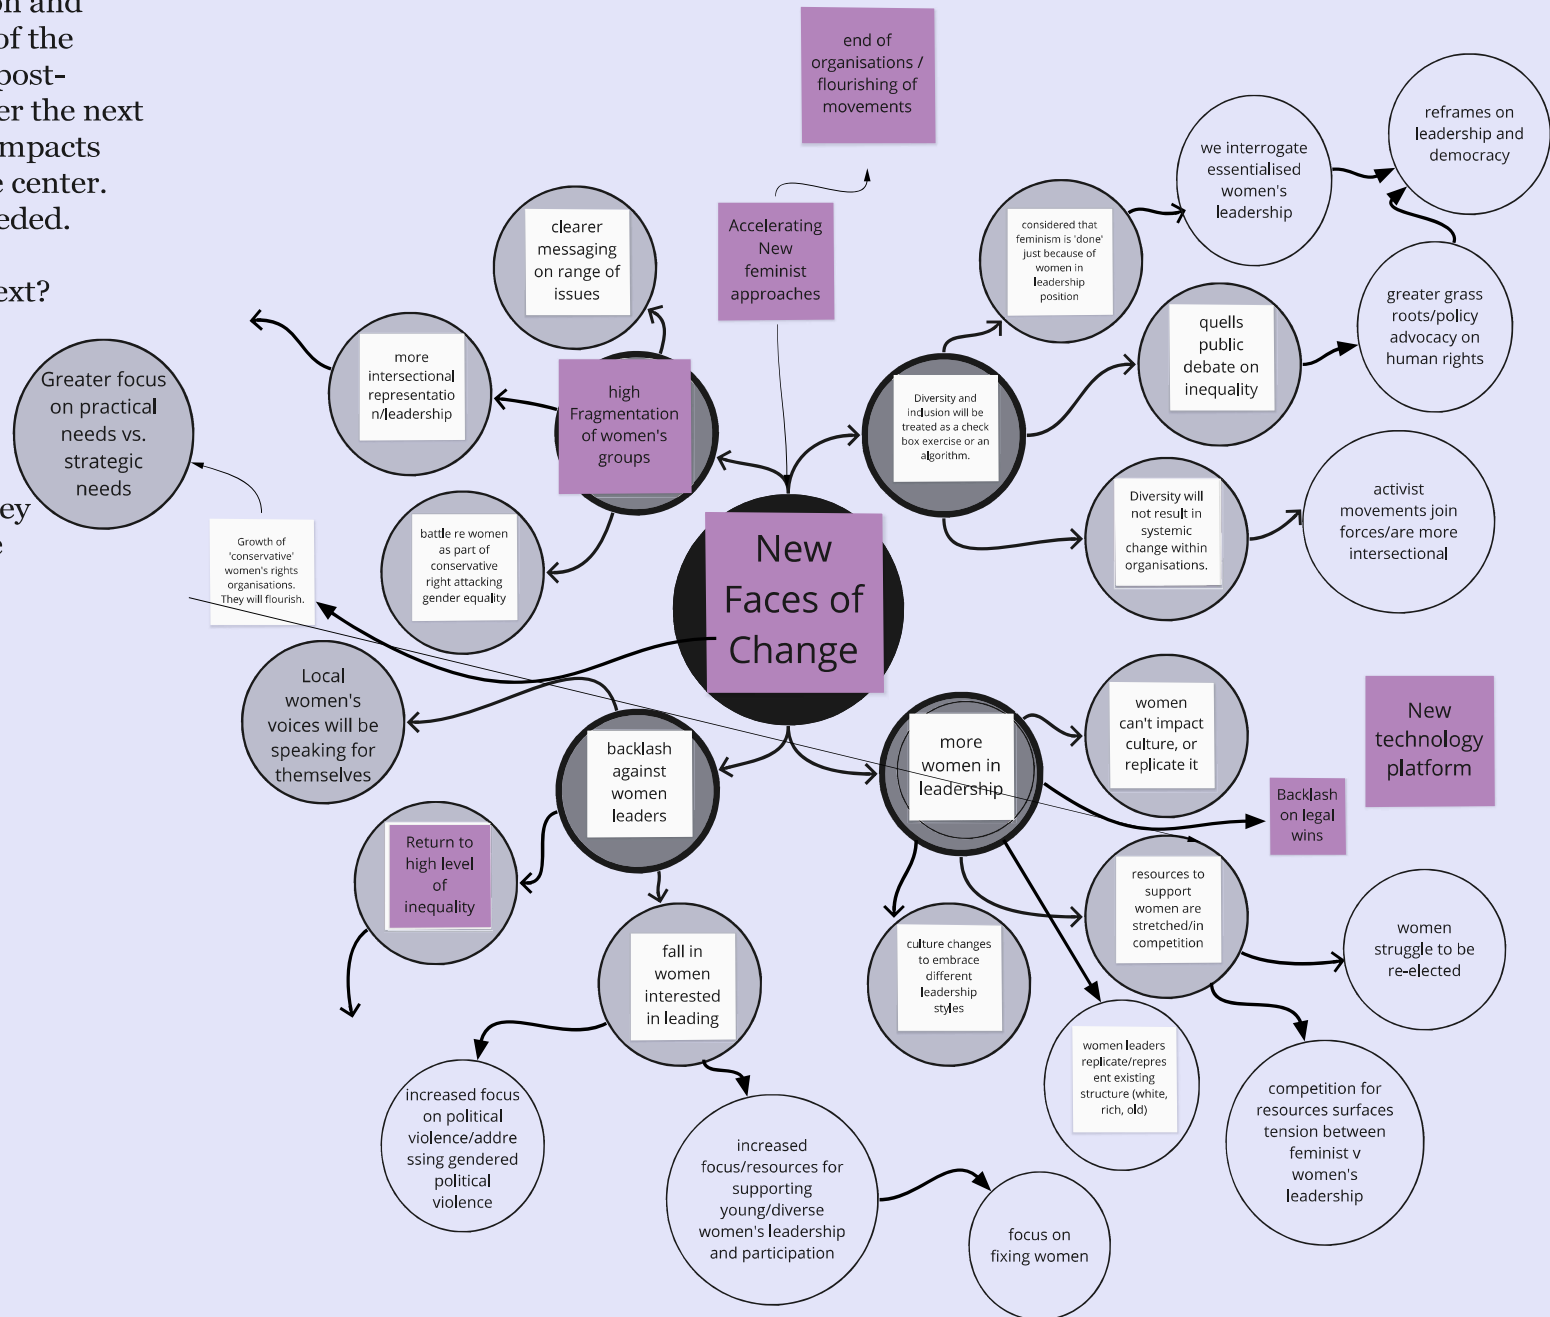 on and
of the
post-
er the next
mpacts
e center.
eded.
ext?
ey
e
end of
organisations /
flourishing of
movements
Accelerating
New
feminist
approaches
clearer
messaging
on range of
issues
more
intersectional
representatio
n/leadership
high
Fragmentation
of women's
groups
battle re women
as part of
conservative
right attacking
gender equality
Greater focus
on practical
needs vs.
strategic
needs
Growth of
'conservative'
women's rights
organisations.
They will flourish.
New
Faces of
Change
considered that
feminism is 'done'
just because of
women in
leadership
position
we interrogate
essentialised
women's
leadership
reframes on
leadership and
democracy
Diversity and
inclusion will be
treated as a check
box exercise or an
algorithm.
quells
public
debate on
inequality
greater grass
roots/policy
advocacy on
human rights
Diversity will
not result in
systemic
change within
organisations.
activist
movements join
forces/are more
intersectional
Local
women's
voices will be
speaking for
themselves
backlash
against
women
leaders
Return to
high level
of
inequality
fall in
women
interested
in leading
increased focus
on political
violence/addre
ssing gendered
political
violence
increased
focus/resources for
supporting
young/diverse
women's leadership
and participation
focus on
fixing women
more
women in
leadership
women
can't impact
culture, or
replicate it
New
technology
platform
Backlash
on legal
wins
resources to
support
women are
stretched/in
competition
women
struggle to be
re-elected
culture changes
to embrace
different
leadership
styles
women leaders
replicate/repres
ent existing
structure (white,
rich, old)
competition for
resources surfaces
tension between
feminist v
women's
leadership